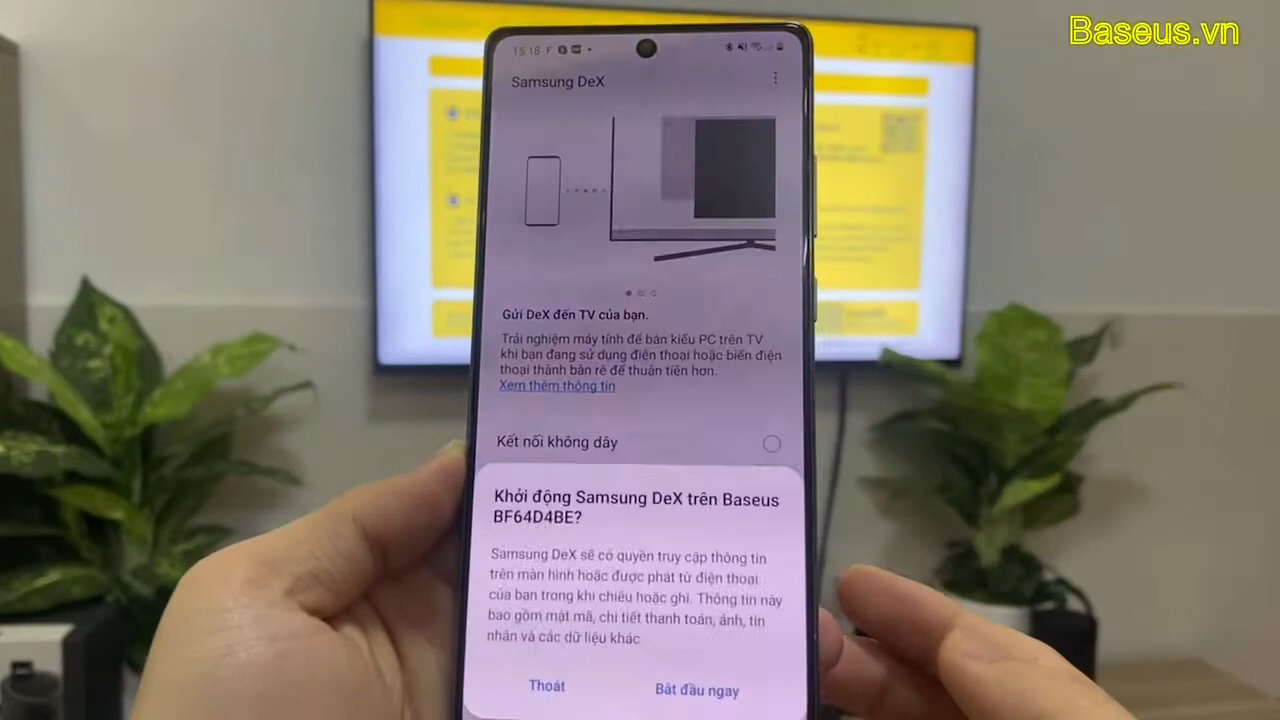 Baseus.vn
15:18
Samsung DeX
Gửi DeX đến TV của bạn.
Trải nghiệm máy tính để bàn kiểu PC trên TV
khi bạn đang sử dụng điện thoại hoặc biến điện
thoại thành bàn rê để thuận tiện hơn.
Xem thêm thông tin
Kết nối không dây
Khởi động Samsung DeX trên Baseus
BF64D4BE?
Samsung DeX sẽ có quyền truy cập thông tin
trên màn hình hoặc được phát từ điện thoại
của bạn trong khi chiếu hoặc ghi. Thông tin này
bao gồm mật mã, chi tiết thanh toán, ảnh, tin
nhắn và các dữ liệu khác
Thoát
Bắt đầu ngay